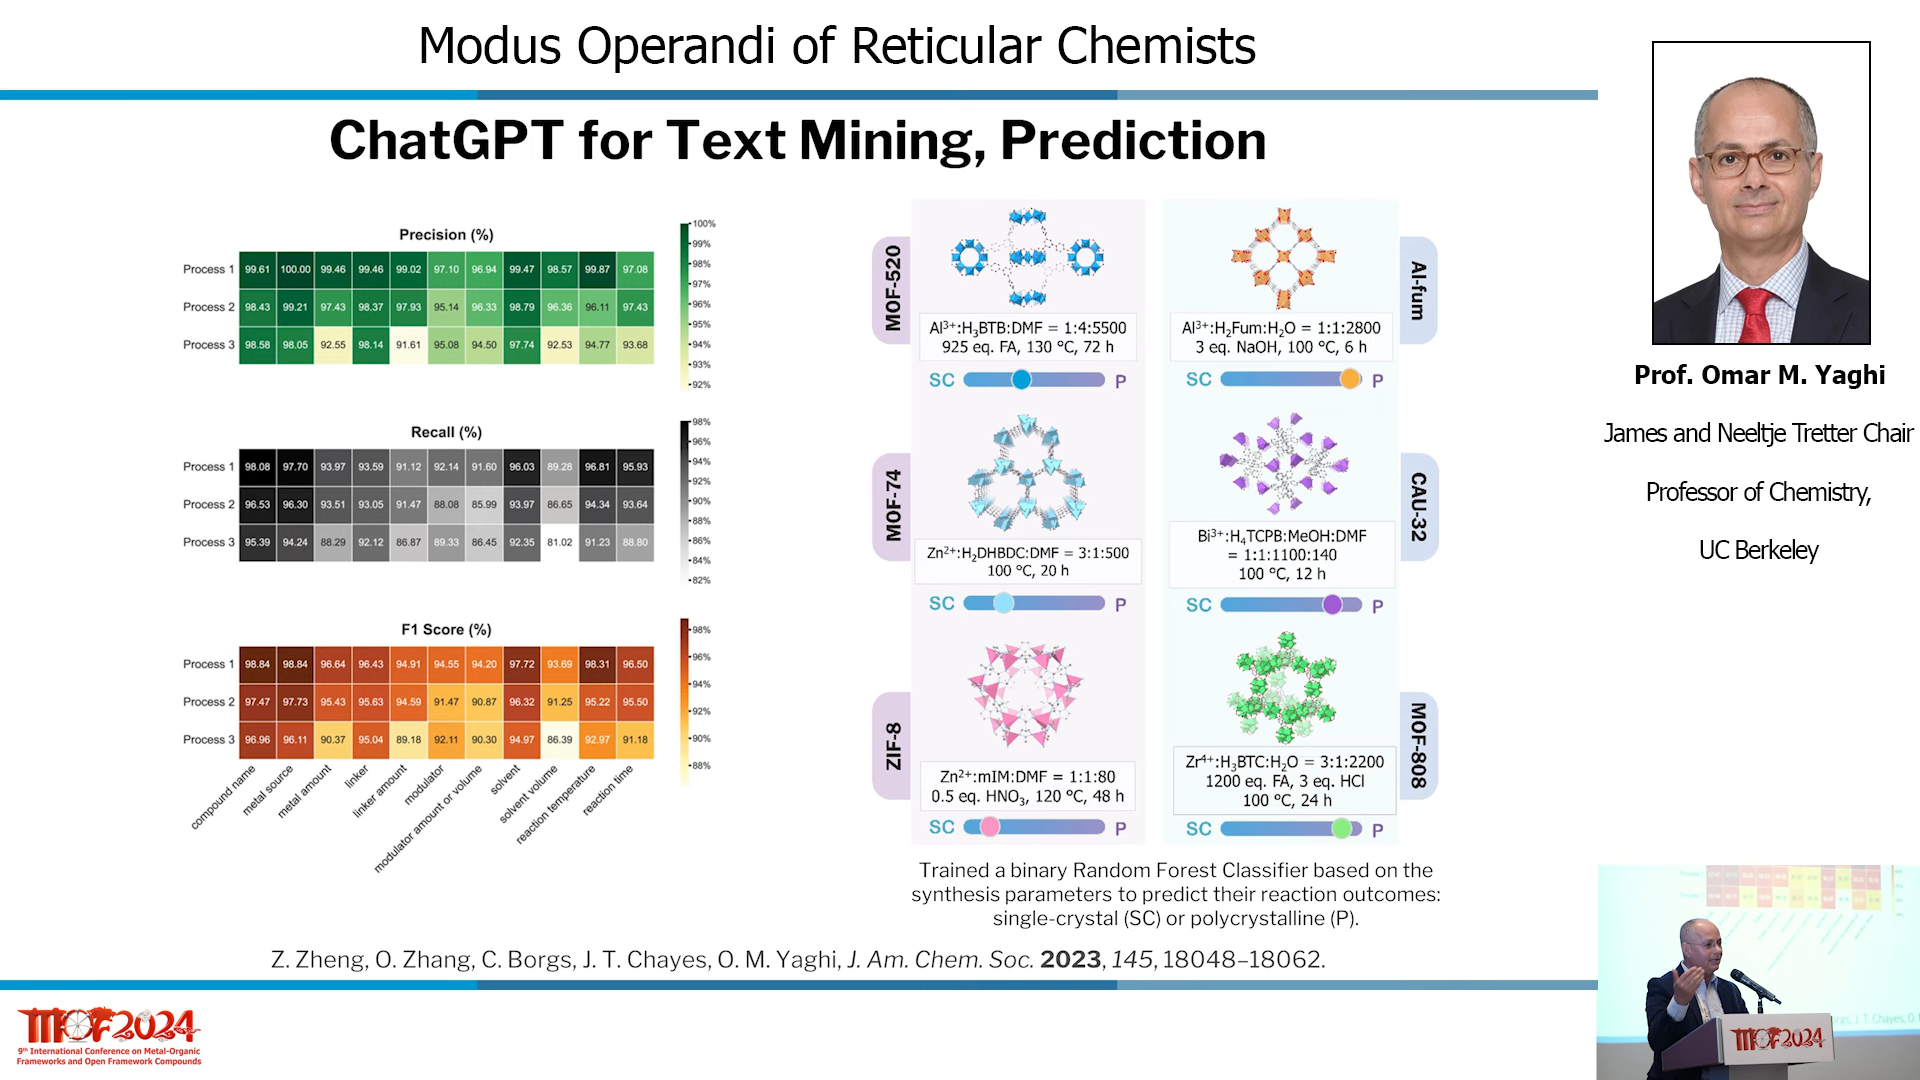 Modus Operandi of Reticular Chemists
ChatGPT for Text Mining, Prediction
Precision (%)
Process 1 99.61 100.00 99.46 99.46 99.02 97.10 96.94 99.47 98.57 99.87 97.08
Process 2 98.43 99.21 97.43 98.37 97.93 95.14 96.33 98.79 96.36 96.11 97.43
Process 3 98.58 98.05 92.55 98.14 91.61 95.08 94.50 97.74 92.53 94.77 93.68
100%
99%
98%
97%
96%
95%
94%
93%
92%
Recall (%)
Process 1 98.08 97.70 93.97 93.59 91.12 92.14 91.60 96.03 89.28 96.81 95.93
Process 2 96.53 96.30 93.51 93.05 91.47 88.08 85.99 93.97 86.65 94.34 93.64
Process 3 95.39 94.24 88.29 92.12 86.87 89.33 86.45 92.35 81.02 91.23 88.80
98%
96%
94%
92%
90%
88%
86%
84%
82%
F1 Score (%)
Process 1 98.84 98.84 96.64 96.43 94.91 94.55 94.20 97.72 93.69 98.31 96.50
Process 2 97.47 97.73 95.43 95.63 94.59 91.47 90.87 96.32 91.25 95.22 95.50
Process 3 96.96 96.11 90.37 95.04 89.18 92.11 90.30 94.97 86.39 92.97 91.18
98%
96%
94%
92%
90%
88%
compound name
metal source
metal amount
linker
linker amount
modulator
modulator amount or volume
solvent
solvent volume
reaction temperature
reaction time
MOF-520
Al³⁺:H₃BTB:DMF = 1:4:5500
925 eq. FA, 130 °C, 72 h
SC P
Al-fum
Al³⁺:H₂Fum:H₂O = 1:1:2800
3 eq. NaOH, 100 °C, 6 h
SC P
MOF-74
Zn²⁺:H₂DHBDC:DMF = 3:1:500
100 °C, 20 h
SC P
CAU-32
Bi³⁺:H₄TCPB:MeOH:DMF
= 1:1:1100:140
100 °C, 12 h
SC P
ZIF-8
Zn²⁺:mIM:DMF = 1:1:80
0.5 eq. HNO₃, 120 °C, 48 h
SC P
MOF-808
Zr⁴⁺:H₃BTC:H₂O = 3:1:2200
1200 eq. FA, 3 eq. HCl
100 °C, 24 h
SC P
Trained a binary Random Forest Classifier based on the
synthesis parameters to predict their reaction outcomes:
single-crystal (SC) or polycrystalline (P).
Z. Zheng, O. Zhang, C. Borgs, J. T. Chayes, O. M. Yaghi, J. Am. Chem. Soc. 2023, 145, 18048–18062.
MOF2024
9th International Conference on Metal-Organic
Frameworks and Open Framework Compounds
Prof. Omar M. Yaghi
James and Neeltje Tretter Chair
Professor of Chemistry,
UC Berkeley
MOF2024